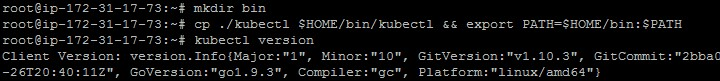 root@ip-172-31-17-73:~# mkdir bin
root@ip-172-31-17-73:~# cp ./kubectl $HOME/bin/kubectl && export PATH=$HOME/bin:$PATH
root@ip-172-31-17-73:~# kubectl version
Client Version: version.Info{Major:"1", Minor:"10", GitVersion:"v1.10.3", GitCommit:"2bba0
-26T20:40:11Z", GoVersion:"go1.9.3", Compiler:"gc", Platform:"linux/amd64"}